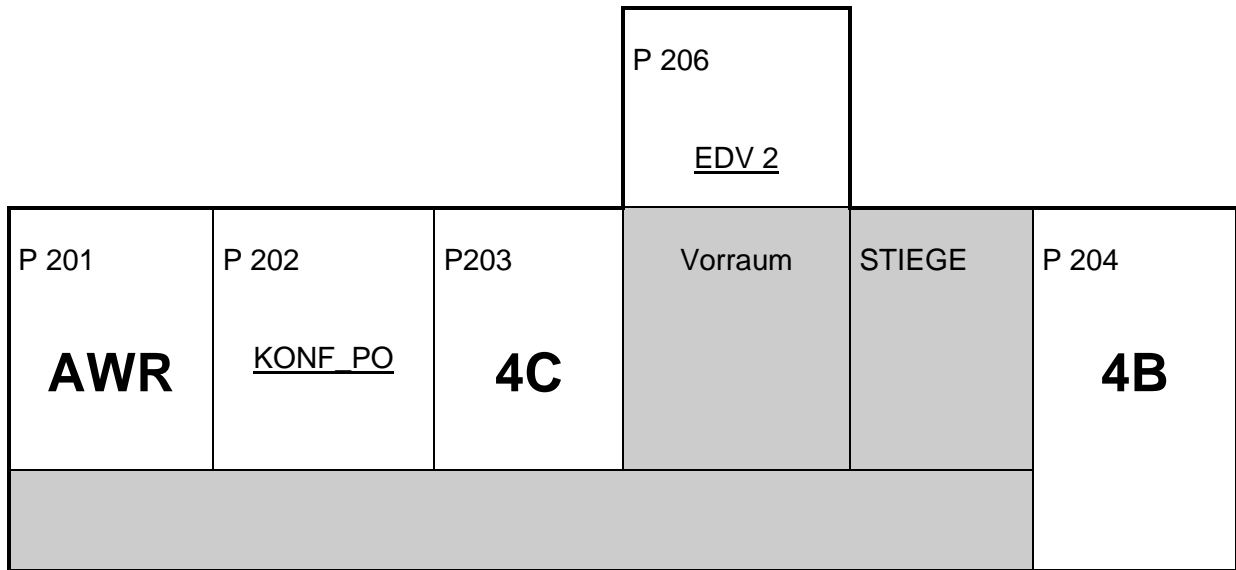 P 206
EDV 2
P 201
P 202
P203
Vorraum
STIEGE
P 204
AWR
KONF_PO
4C
4B